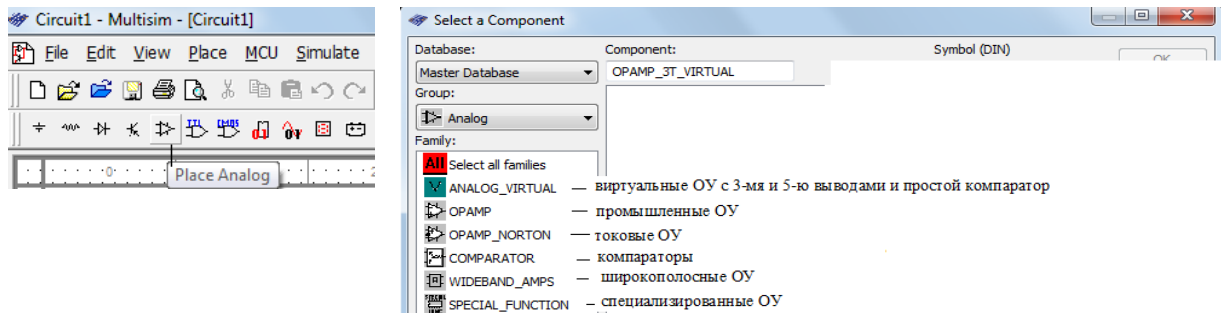 Circuit1 - Multisim - [Circuit1]
File Edit View Place MCU Simulate
Place Analog
Select a Component
Database: Component: Symbol (DIN)
Master Database OPAMP_3T_VIRTUAL
Group:
Analog
Family:
All Select all families
ANALOG_VIRTUAL — виртуальные ОУ с 3-мя и 5-ю выводами и простой компаратор
OPAMP — промышленные ОУ
OPAMP_NORTON — токовые ОУ
COMPARATOR — компараторы
WIDEBAND_AMPS — широкополосные ОУ
SPECIAL_FUNCTION – специализированные ОУ